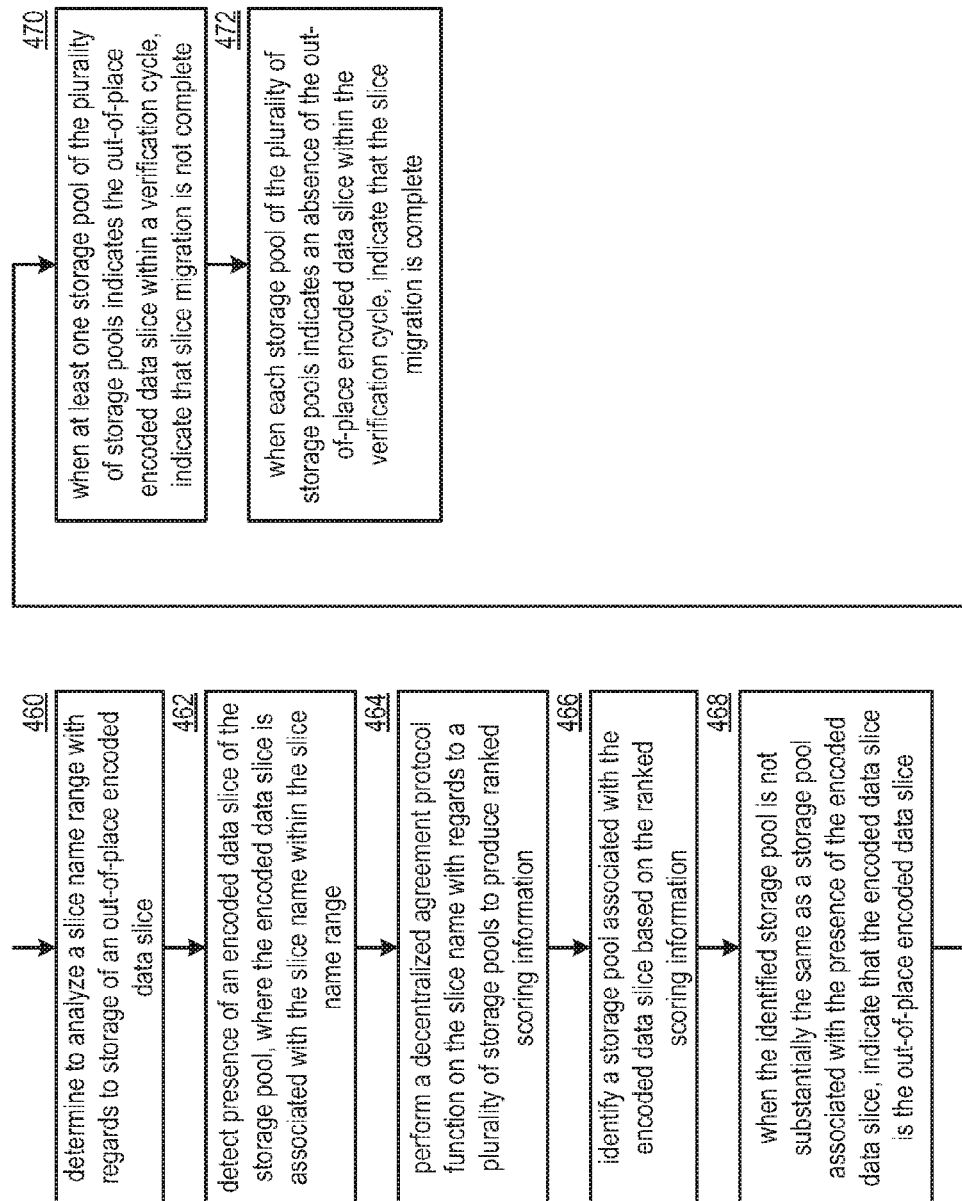 460
determine to analyze a slice name range with
regards to storage of an out-of-place encoded
data slice
462
detect presence of an encoded data slice of the
storage pool, where the encoded data slice is
associated with the slice name within the slice
name range
464
perform a decentralized agreement protocol
function on the slice name with regards to a
plurality of storage pools to produce ranked
scoring information
466
identify a storage pool associated with the
encoded data slice based on the ranked
scoring information
468
when the identified storage pool is not
substantially the same as a storage pool
associated with the presence of the encoded
data slice, indicate that the encoded data slice
is the out-of-place encoded data slice
470
when at least one storage pool of the plurality
of storage pools indicates the out-of-place
encoded data slice within a verification cycle,
indicate that slice migration is not complete
472
when each storage pool of the plurality of
storage pools indicates an absence of the out-
of-place encoded data slice within the
verification cycle, indicate that the slice
migration is complete